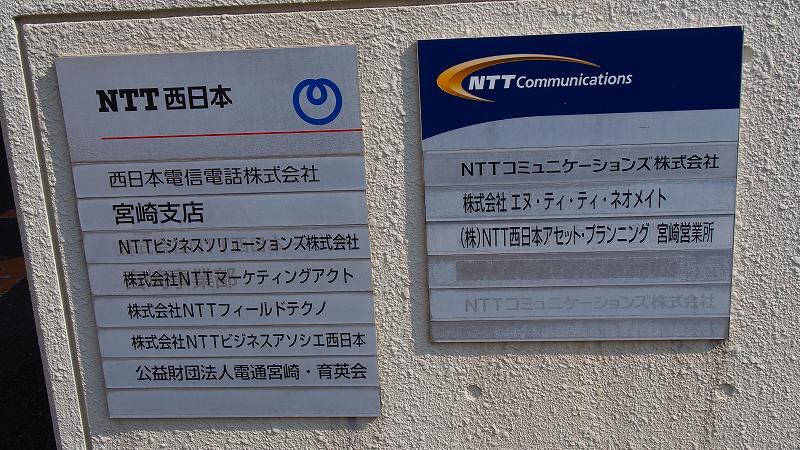 NTT西日本
西日本電信電話株式会社
宮崎支店
NTTビジネスソリューションズ株式会社
株式会社NTTマーケティングアクト
株式会社NTTフィールドテクノ
株式会社NTTビジネスアソシエ西日本
公益財団法人電通宮崎・育英会
NTT Communications
NTTコミュニケーションズ株式会社
株式会社 エヌ・ティ・ティ・ネオメイト
(株)NTT西日本アセット・プランニング 宮崎営業所
NTTコミュニケーションズ株式会社